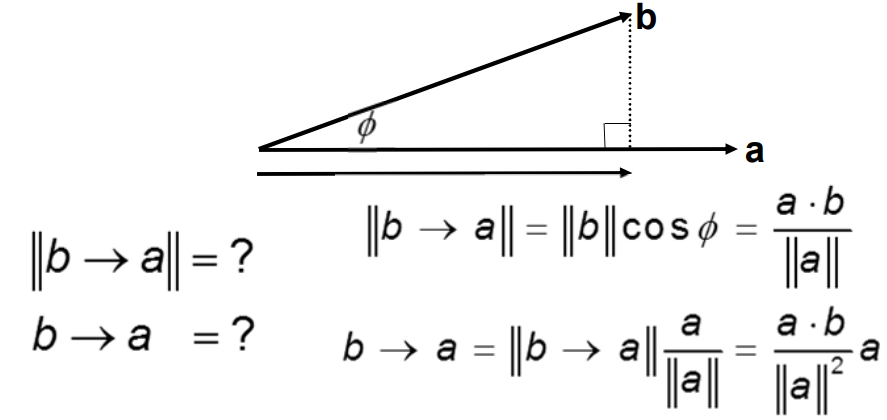 b
ϕ
a
‖b → a‖ = ?
‖b → a‖ = ‖b‖cos ϕ = a · b / ‖a‖
b → a = ?
b → a = ‖b → a‖ a / ‖a‖ = a · b / ‖a‖² a